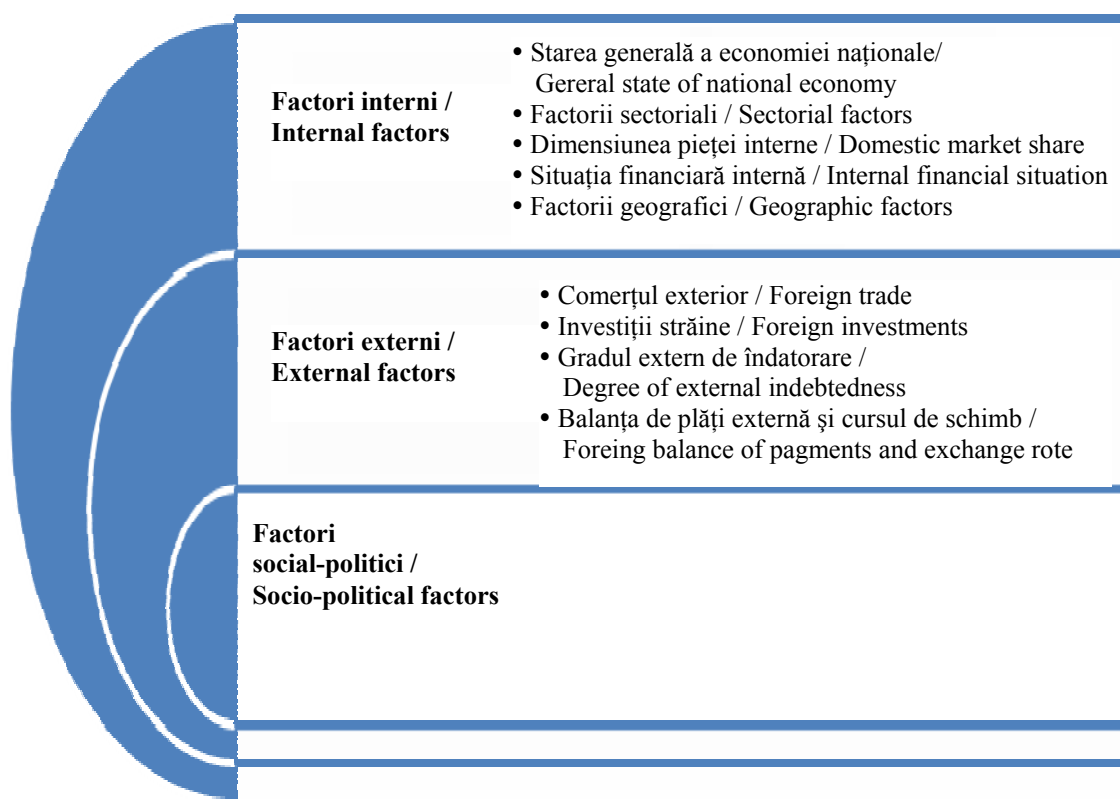 Factori interni /
Internal factors
• Starea generală a economiei naționale/
Gereral state of national economy
• Factorii sectoriali / Sectorial factors
• Dimensiunea pieței interne / Domestic market share
• Situația financiară internă / Internal financial situation
• Factorii geografici / Geographic factors
Factori externi /
External factors
• Comerțul exterior / Foreign trade
• Investiții străine / Foreign investments
• Gradul extern de îndatorare /
Degree of external indebtedness
• Balanța de plăți externă şi cursul de schimb /
Foreing balance of pagments and exchange rote
Factori
social-politici /
Socio-political factors